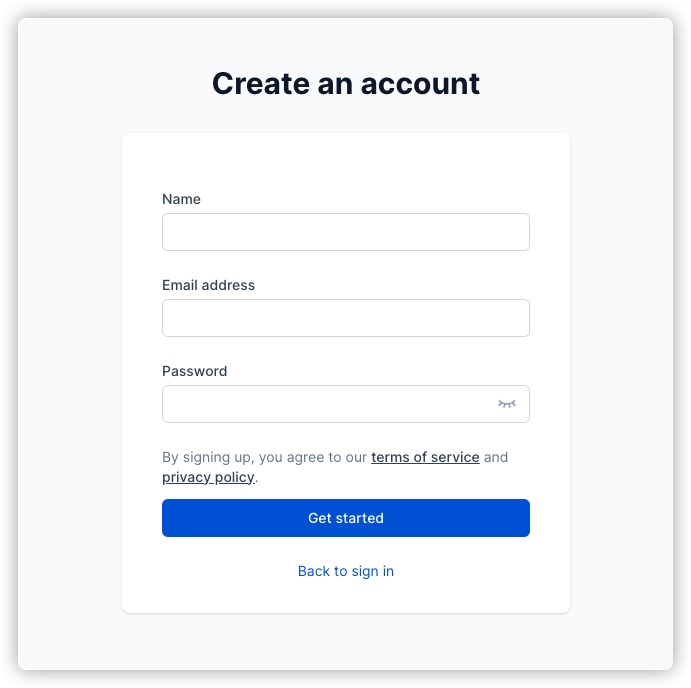 Create an account
Name
Email address
Password
By signing up, you agree to our terms of service and
privacy policy.
Get started
Back to sign in